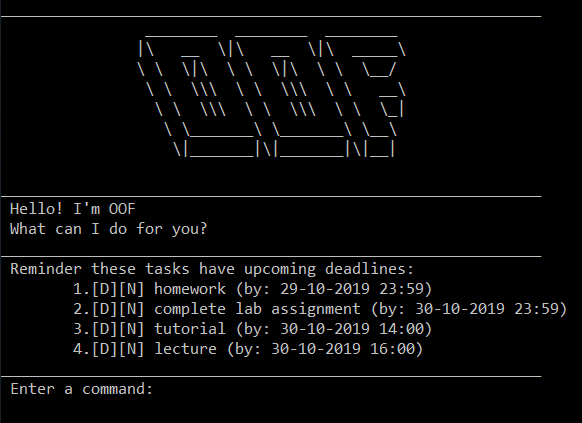 OOF
Hello! I'm OOF
What can I do for you?
Reminder these tasks have upcoming deadlines:
1.[D][N] homework (by: 29-10-2019 23:59)
2.[D][N] complete lab assignment (by: 30-10-2019 23:59)
3.[D][N] tutorial (by: 30-10-2019 14:00)
4.[D][N] lecture (by: 30-10-2019 16:00)
Enter a command: